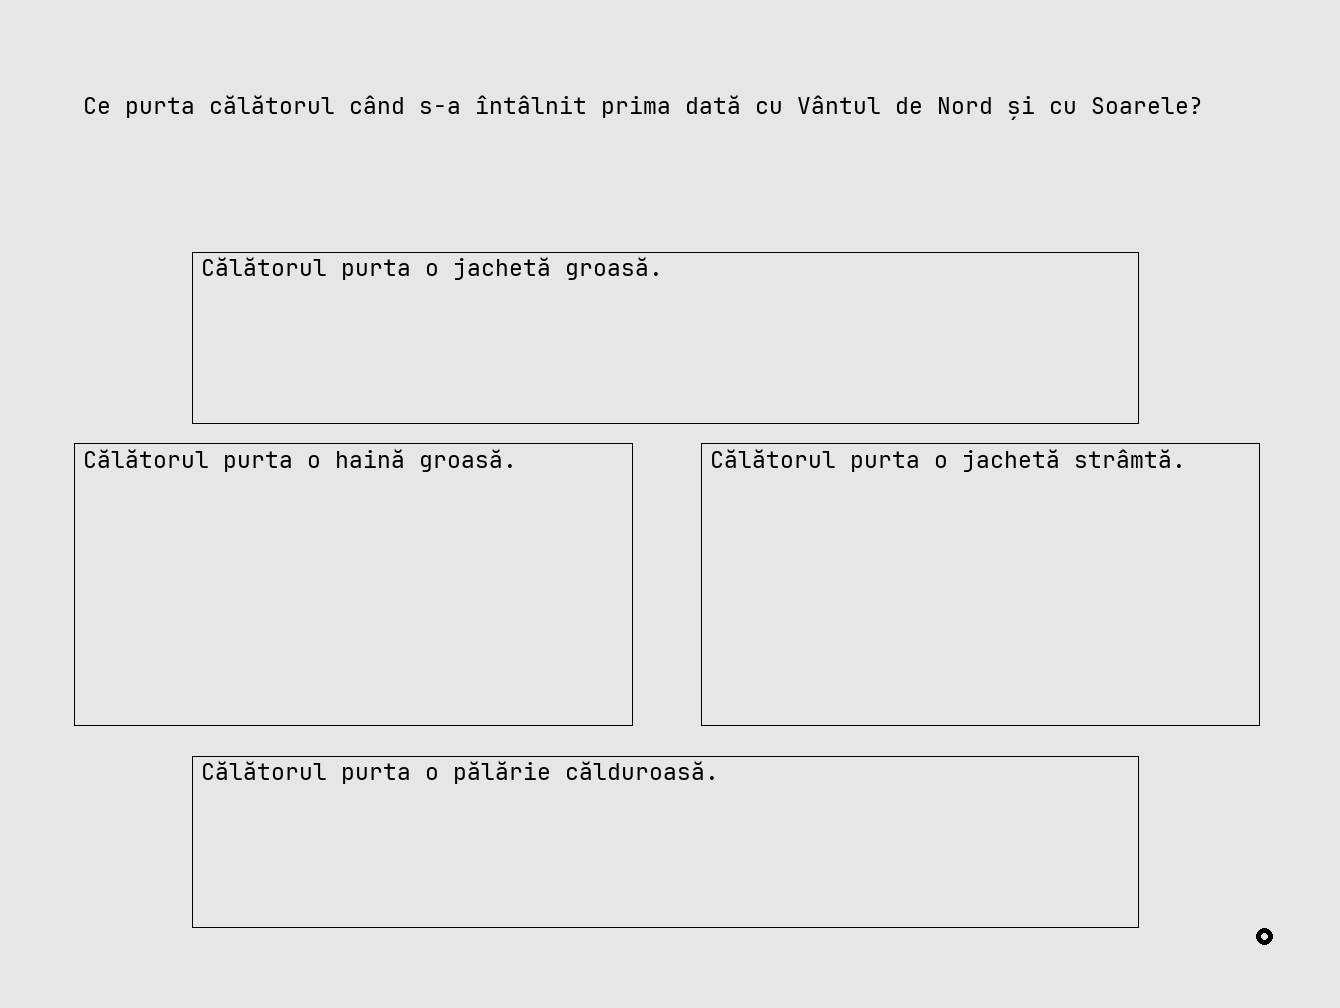 Ce purta călătorul când s-a întâlnit prima dată cu Vântul de Nord și cu Soarele?
Călătorul purta o jachetă groasă.
Călătorul purta o haină groasă.
Călătorul purta o jachetă strâmtă.
Călătorul purta o pălărie călduroasă.